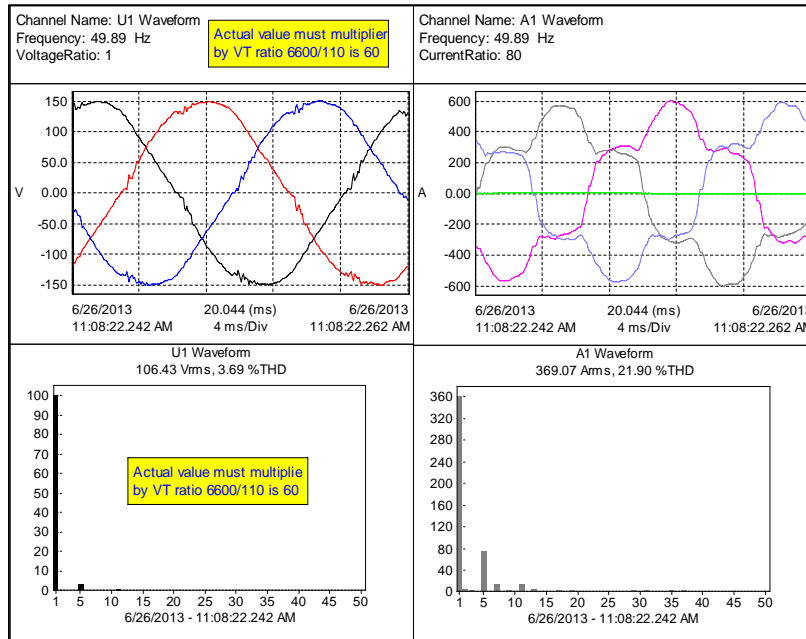 Channel Name: U1 Waveform
Frequency: 49.89 Hz
VoltageRatio: 1
Actual value must multiplier
by VT ratio 6600/110 is 60
Channel Name: A1 Waveform
Frequency: 49.89 Hz
CurrentRatio: 80
150
100
50.0
V
0.00
-50.0
-100
-150
6/26/2013
20.044 (ms)
6/26/2013
11:08:22.242 AM
4 ms/Div
11:08:22.262 AM
600
400
200
A
0.00
-200
-400
-600
6/26/2013
20.044 (ms)
6/26/2013
11:08:22.242 AM
4 ms/Div
11:08:22.262 AM
U1 Waveform
106.43 Vrms, 3.69 %THD
100
90
80
70
60
50
40
30
20
10
0
Actual value must multiplie
by VT ratio 6600/110 is 60
1 5 10 15 20 25 30 35 40 45 50
6/26/2013 - 11:08:22.242 AM
A1 Waveform
369.07 Arms, 21.90 %THD
360
320
280
240
200
160
120
80
40
0
1 5 10 15 20 25 30 35 40 45 50
6/26/2013 - 11:08:22.242 AM